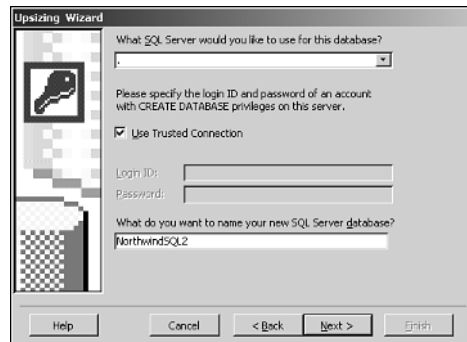 Upsizing Wizard
What SQL Server would you like to use for this database?
.
Please specify the login ID and password of an account
with CREATE DATABASE privileges on this server.
Use Trusted Connection
Login ID:
Password:
What do you want to name your new SQL Server database?
NorthwindSQL2
Help
Cancel
< Back
Next >
Finish